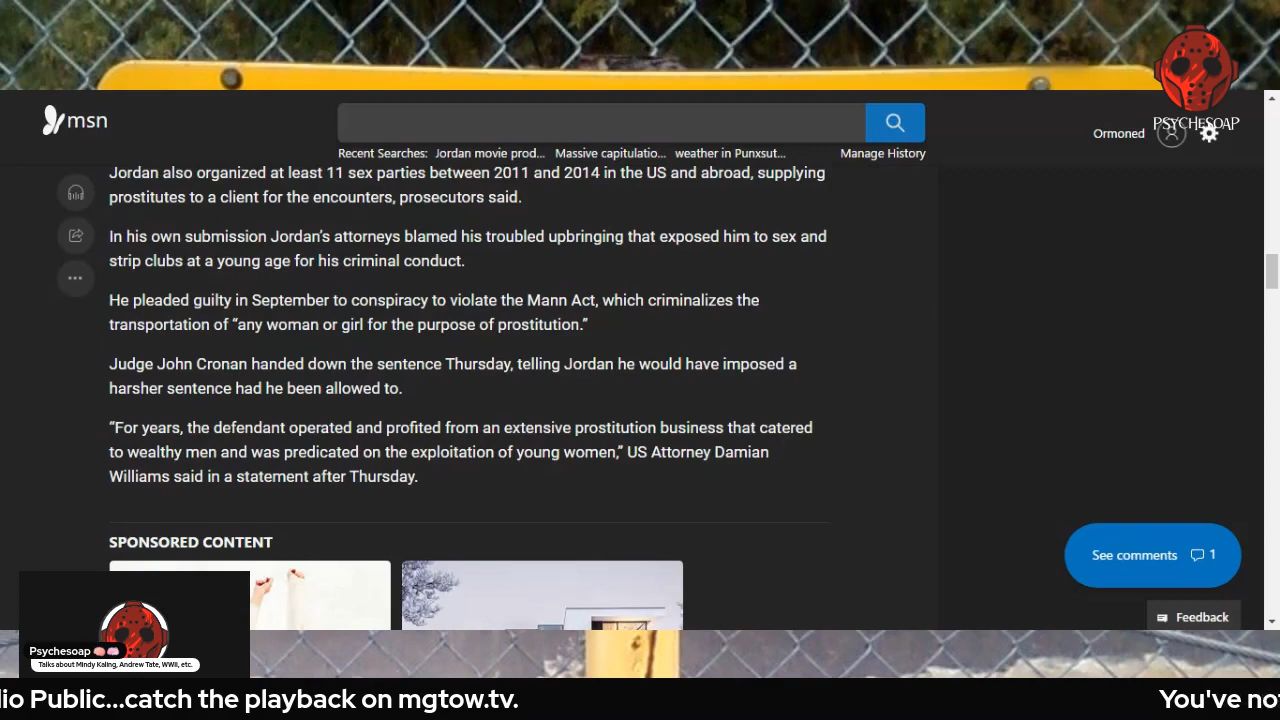 msn
PSYCHESOAP
Ormoned
Recent Searches: Jordan movie prod... Massive capitulatio... weather in Punxsut... Manage History
Jordan also organized at least 11 sex parties between 2011 and 2014 in the US and abroad, supplying
prostitutes to a client for the encounters, prosecutors said.
In his own submission Jordan’s attorneys blamed his troubled upbringing that exposed him to sex and
strip clubs at a young age for his criminal conduct.
He pleaded guilty in September to conspiracy to violate the Mann Act, which criminalizes the
transportation of “any woman or girl for the purpose of prostitution.”
Judge John Cronan handed down the sentence Thursday, telling Jordan he would have imposed a
harsher sentence had he been allowed to.
“For years, the defendant operated and profited from an extensive prostitution business that catered
to wealthy men and was predicated on the exploitation of young women,” US Attorney Damian
Williams said in a statement after Thursday.
SPONSORED CONTENT
See comments 1
Feedback
Psychesoap
Talks about Mindy Kaling, Andrew Tate, WWII, etc.
dio Public...catch the playback on mgtow.tv. You've not